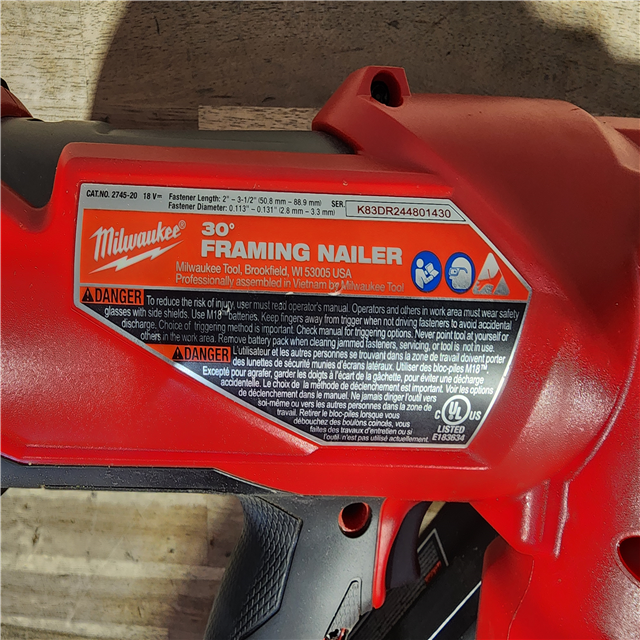 CAT.NO. 2745-20 18 V⎓ Fastener Length: 2" – 3-1/2" (50.8 mm – 88.9 mm) SER. K83DR244801430
Fastener Diameter: 0.113" – 0.131" (2.8 mm – 3.3 mm)
Milwaukee®
30°
FRAMING NAILER
Milwaukee Tool, Brookfield, WI 53005 USA
Professionally assembled in Vietnam by Milwaukee Tool
DANGER To reduce the risk of injury, user must read operator's manual. Operators and others in work area must wear safety
glasses with side shields. Use M18™ batteries. Keep fingers away from trigger when not driving fasteners to avoid accidental
discharge. Choice of triggering method is important. Check manual for triggering options. Never point tool at yourself or
others in work area. Remove battery pack when clearing jammed fasteners, servicing, or tool is not in use.
DANGER L'utilisateur et les autres personnes se trouvant dans la zone de travail doivent porter
des lunettes de sécurité munies d'écrans latéraux. Utiliser des bloc-piles M18™.
Excepté pour agrafer, garder les doigts à l'écart de la gâchette, pour éviter une décharge
accidentelle. Le choix de la méthode de déclenchement est important. Voir les options
de déclenchement dans le manuel. Ne jamais diriger l'outil vers
soi-même ou vers les autres personnes dans la zone de
travail. Retirer le bloc-piles lorsque vous
débouchez des boulons coincés, vous
faites des travaux d'entretien ou si
l'outil n'est pas utilisé actuellement.
C UL US
LISTED
E183634